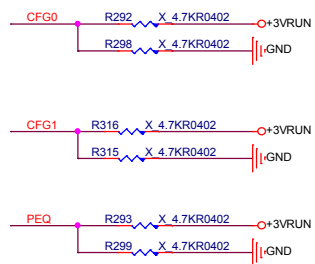 CFG0 R292 X_4.7KR0402 +3VRUN
R298 X_4.7KR0402 GND
CFG1 R316 X_4.7KR0402 +3VRUN
R315 X_4.7KR0402 GND
PEQ R293 X_4.7KR0402 +3VRUN
R299 X_4.7KR0402 GND